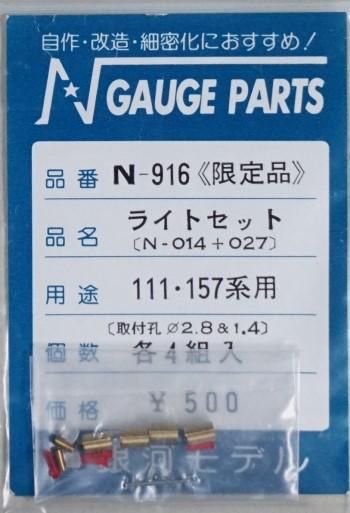 自作・改造・細密化におすすめ!
N GAUGE PARTS
品番 N-916《限定品》
品名 ライトセット
〔N-014+027〕
用途 111・157系用
〔取付孔 ∅2.8&1.4〕
個数 各4組入
価格 ¥500
銀河モデル